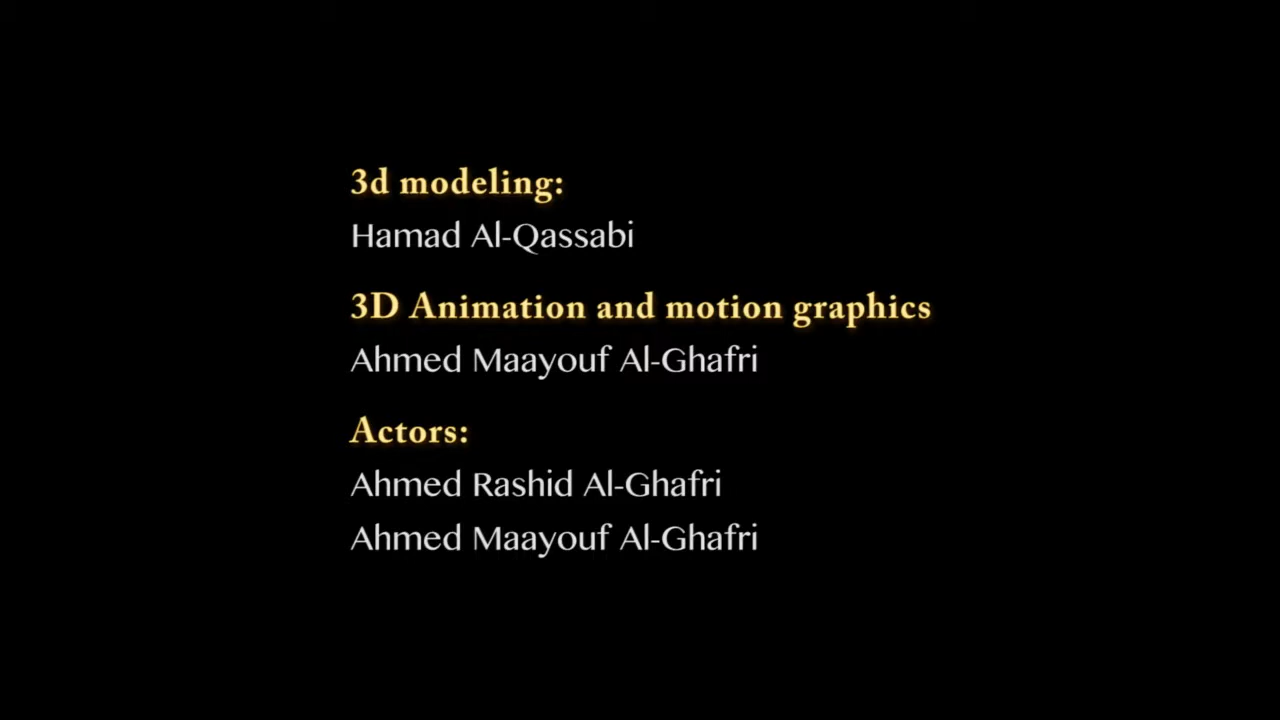 3d modeling:
Hamad Al-Qassabi
3D Animation and motion graphics
Ahmed Maayouf Al-Ghafri
Actors:
Ahmed Rashid Al-Ghafri
Ahmed Maayouf Al-Ghafri